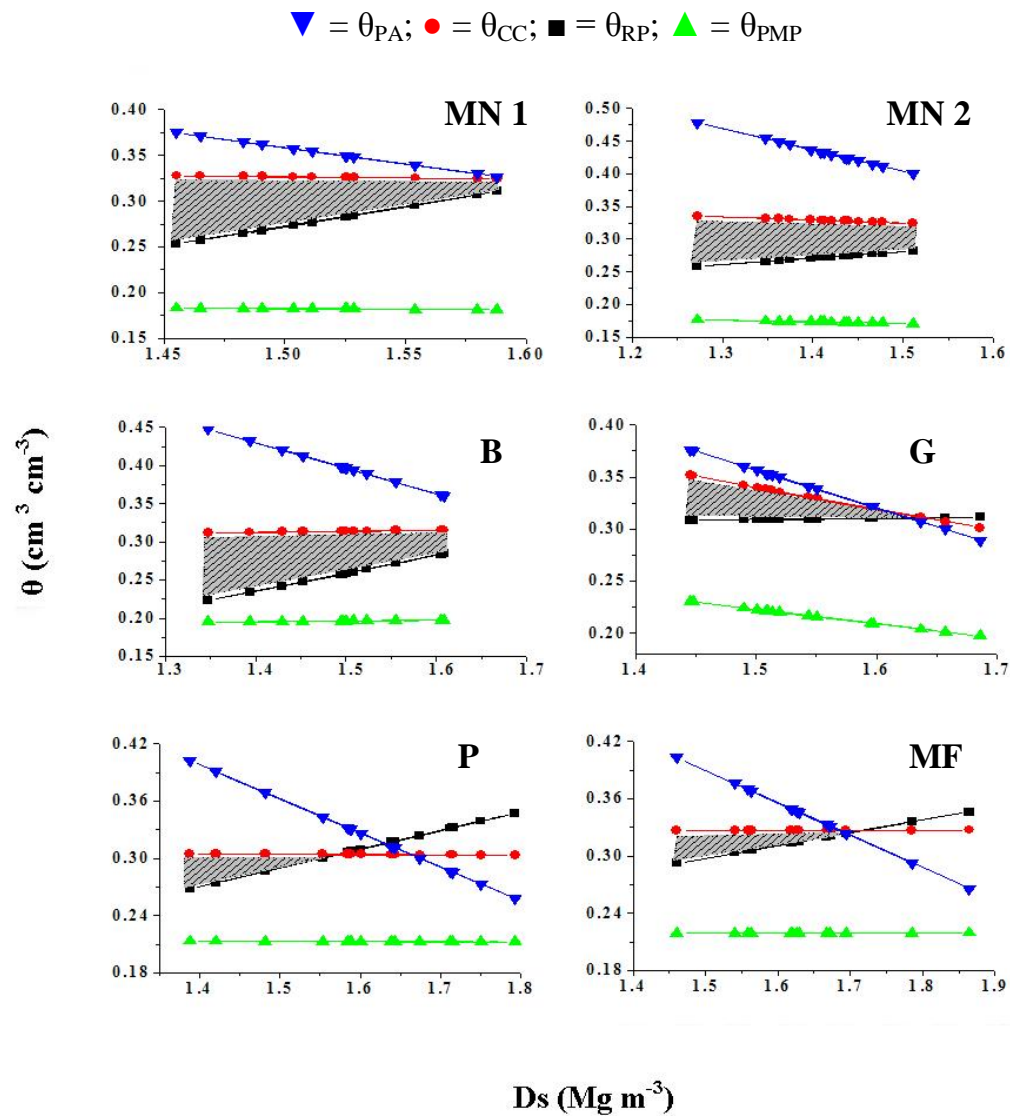 ▼ = θPA; ● = θCC; ■ = θRP; ▲ = θPMP
MN 1
0.40
0.35
0.30
0.25
0.20
0.15
1.45 1.50 1.55 1.60
MN 2
0.50
0.45
0.40
0.35
0.30
0.25
0.20
0.15
1.2 1.3 1.4 1.5 1.6
B
0.45
0.40
0.35
0.30
0.25
0.20
0.15
1.3 1.4 1.5 1.6 1.7
G
0.40
0.35
0.30
0.25
0.20
1.4 1.5 1.6 1.7
P
0.42
0.36
0.30
0.24
0.18
1.4 1.5 1.6 1.7 1.8
MF
0.42
0.36
0.30
0.24
0.18
1.4 1.5 1.6 1.7 1.8 1.9
θ (cm³ cm⁻³)
Ds (Mg m⁻³)